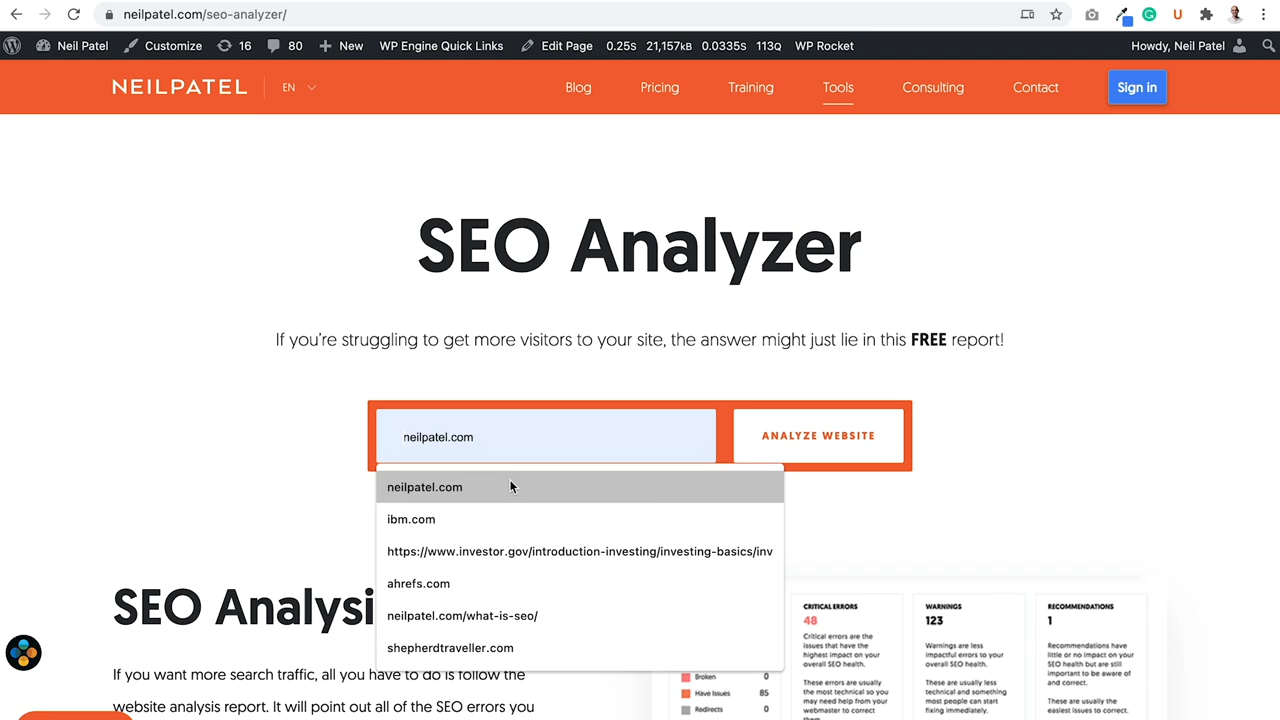 neilpatel.com/seo-analyzer/
Neil Patel Customize 16 80 New WP Engine Quick Links Edit Page 0.25S 21,157KB 0.0335S 113Q WP Rocket Howdy, Neil Patel
NEILPATEL EN Blog Pricing Training Tools Consulting Contact Sign in
SEO Analyzer
If you're struggling to get more visitors to your site, the answer might just lie in this FREE report!
neilpatel.com ANALYZE WEBSITE
neilpatel.com
ibm.com
https://www.investor.gov/introduction-investing/investing-basics/inv
ahrefs.com
neilpatel.com/what-is-seo/
shepherdtraveller.com
SEO Analysi
If you want more search traffic, all you have to do is follow the
website analysis report. It will point out all of the SEO errors you
Broken 0
Have Issues 85
Redirects 0
CRITICAL ERRORS
48
Critical errors are the
issues that have the
highest impact on your
overall SEO health.
These errors are usually
the most technical so you
may need help from your
webmaster to correct
them.
WARNINGS
123
Warnings are less
impactful errors to your
overall SEO health.
These are usually less
technical and something
most people can start
fixing immediately.
RECOMMENDATIONS
1
Recommendations have
little or no impact on your
SEO health but are still
important to be aware of
and correct.
These are usually the
easiest issues to correct.